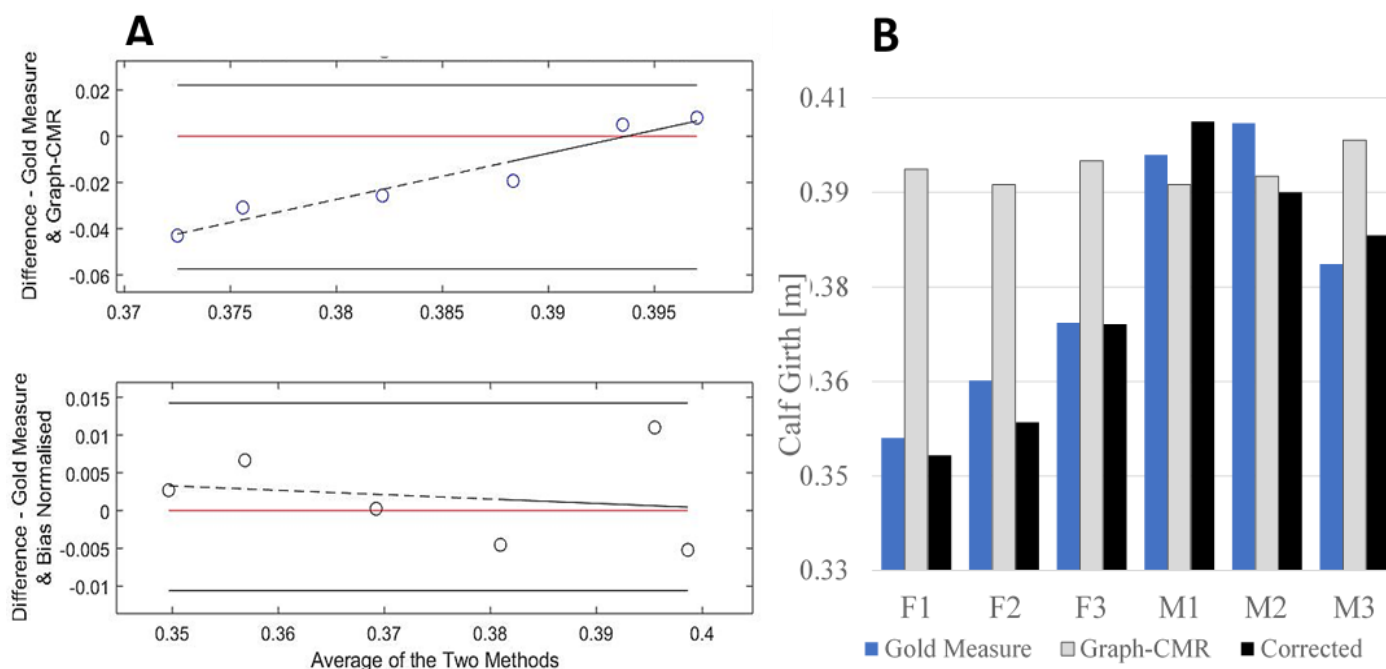 A
Difference - Gold Measure
& Graph-CMR
0.02
0
-0.02
-0.04
-0.06
0.37
0.375
0.38
0.385
0.39
0.395
Difference - Gold Measure
& Bias Normalised
0.015
0.01
0.005
0
-0.005
-0.01
0.35
0.36
0.37
0.38
0.39
0.4
Average of the Two Methods
B
Calf Girth [m]
0.41
0.39
0.38
0.36
0.35
0.33
F1
F2
F3
M1
M2
M3
Gold Measure
Graph-CMR
Corrected